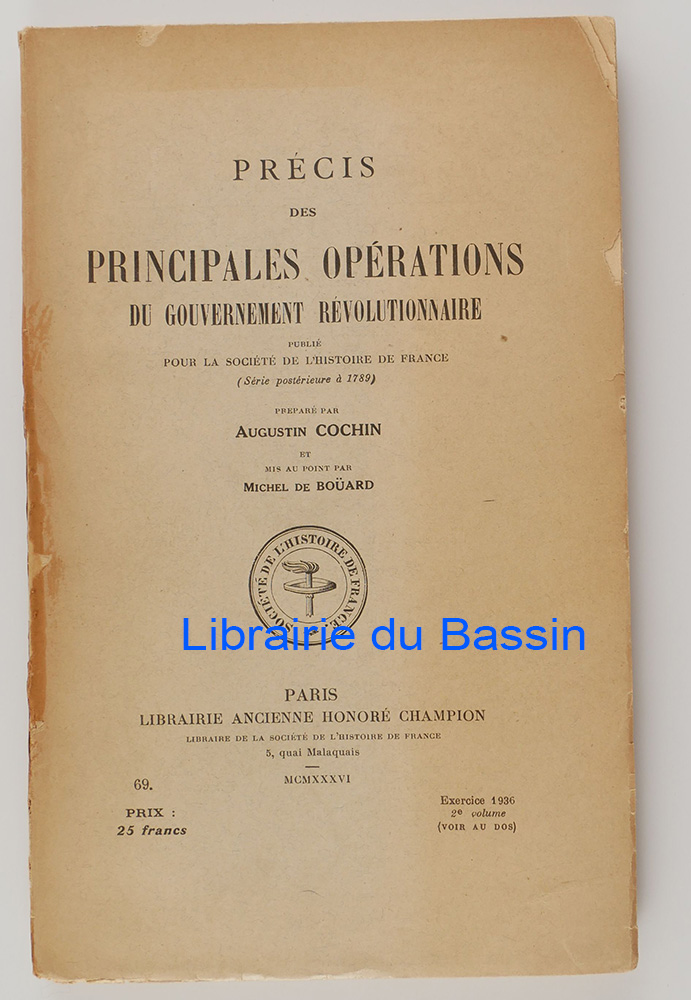 PRÉCIS
DES
PRINCIPALES OPÉRATIONS
DU GOUVERNEMENT RÉVOLUTIONNAIRE
PUBLIÉ
POUR LA SOCIÉTÉ DE L'HISTOIRE DE FRANCE
(Série postérieure à 1789)
PREPARÉ PAR
AUGUSTIN COCHIN
ET
MIS AU POINT PAR
MICHEL DE BOÜARD
SOCIÉTÉ DE L'HISTOIRE DE FRANCE
Librairie du Bassin
PARIS
LIBRAIRIE ANCIENNE HONORÉ CHAMPION
LIBRAIRE DE LA SOCIÉTÉ DE L'HISTOIRE DE FRANCE
5, quai Malaquais
MCMXXXVI
69.
PRIX :
25 francs
Exercice 1936
2e volume
(VOIR AU DOS)